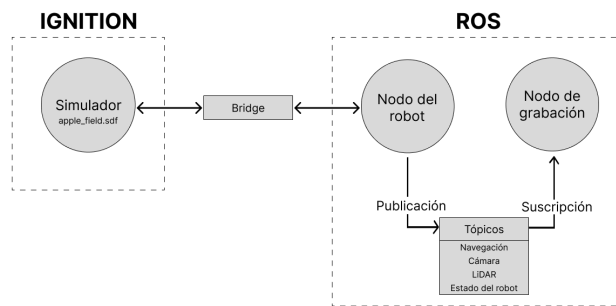 IGNITION
ROS
Simulador
apple_field.sdf
Bridge
Nodo del
robot
Nodo de
grabación
Publicación
Suscripción
Tópicos
Navegación
Cámara
LiDAR
Estado del robot